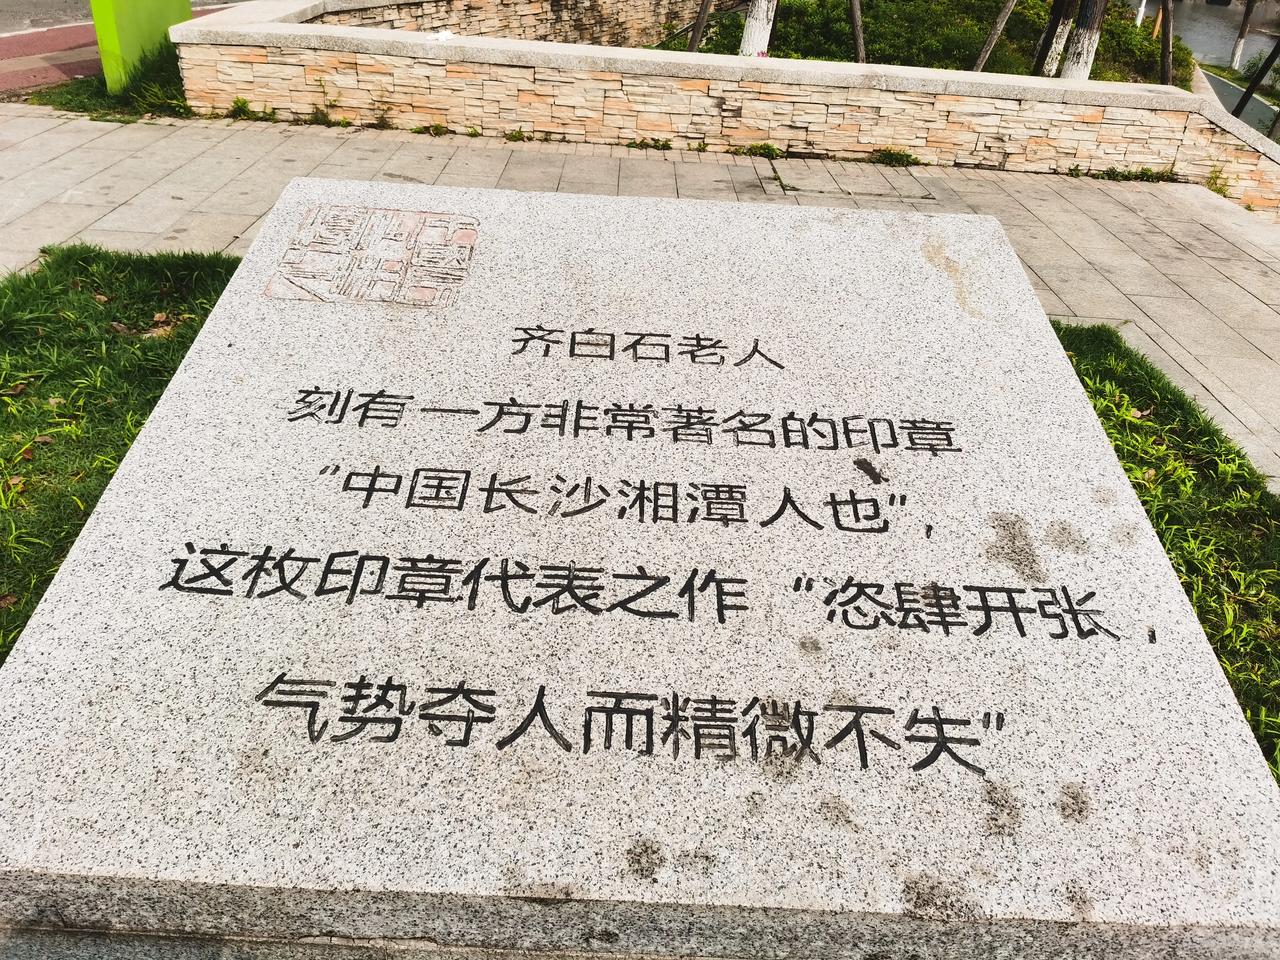 齐白石老人
刻有一方非常著名的印章
“中国长沙湘潭人也”，
这枚印章代表之作 “恣肆开张，
气势夺人而精微不失”